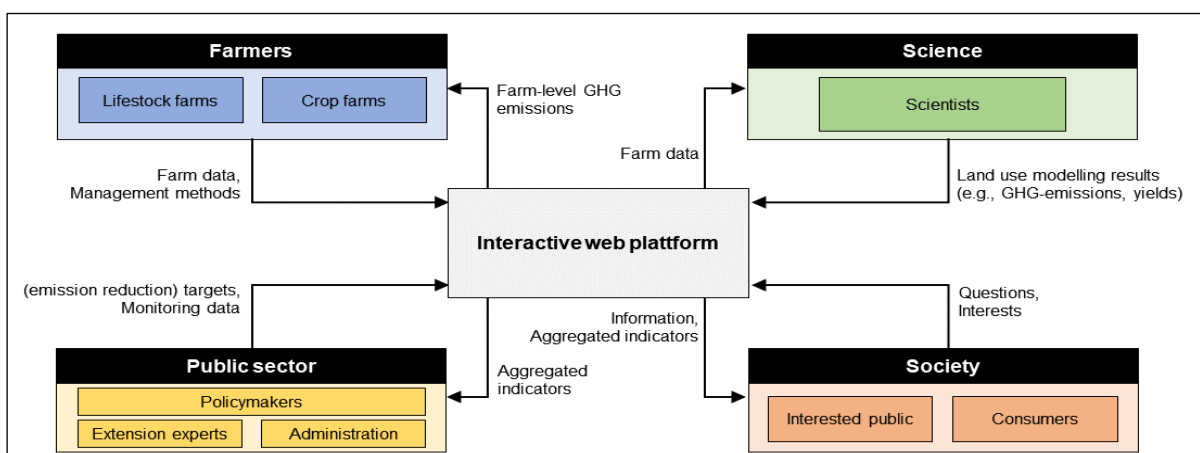 Farmers
Lifestock farms
Crop farms
Farm-level GHG
emissions
Science
Scientists
Farm data
Farm data,
Management methods
Land use modelling results
(e.g., GHG-emissions, yields)
Interactive web plattform
(emission reduction) targets,
Monitoring data
Information,
Aggregated indicators
Questions,
Interests
Public sector
Policymakers
Extension experts
Administration
Aggregated
indicators
Society
Interested public
Consumers